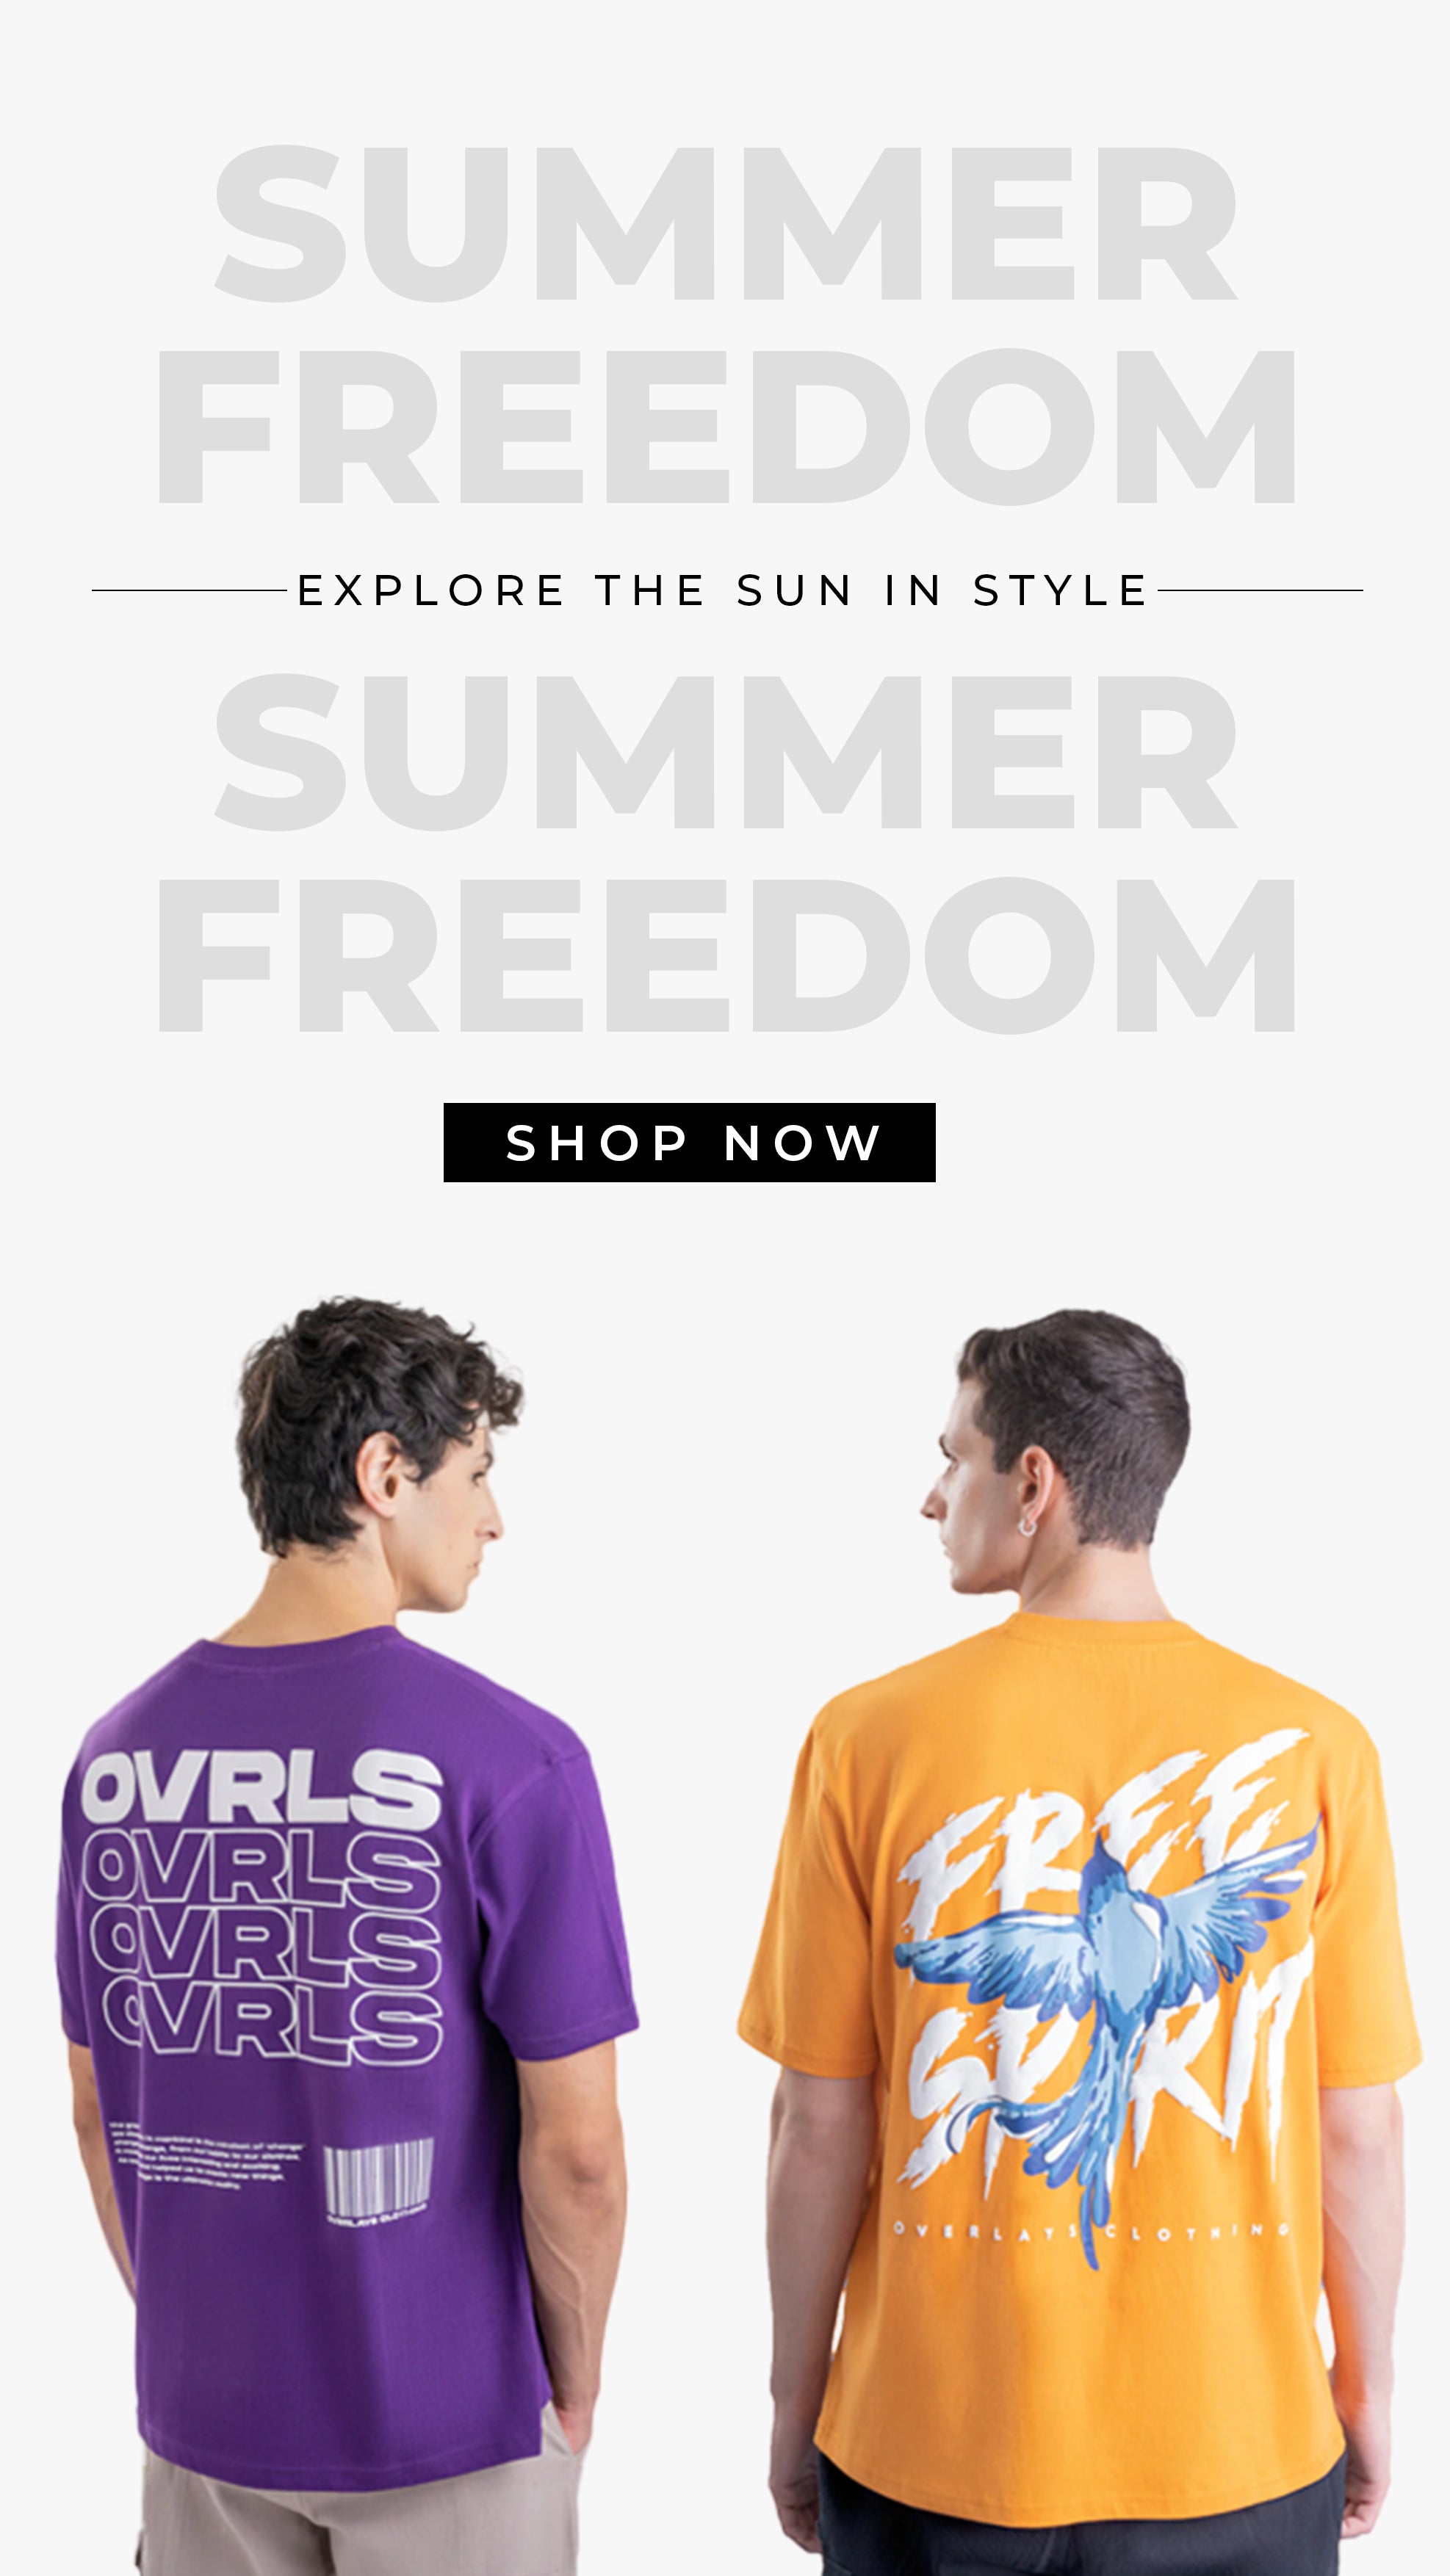 SUMMER
FREEDOM
EXPLORE THE SUN IN STYLE
SUMMER
FREEDOM
SHOP NOW
OVRLS
OVRLS
OVRLS
OVRLS
OVERLAYS CLOTHING
FREE
SPIRIT
OVERLAYS CLOTHING